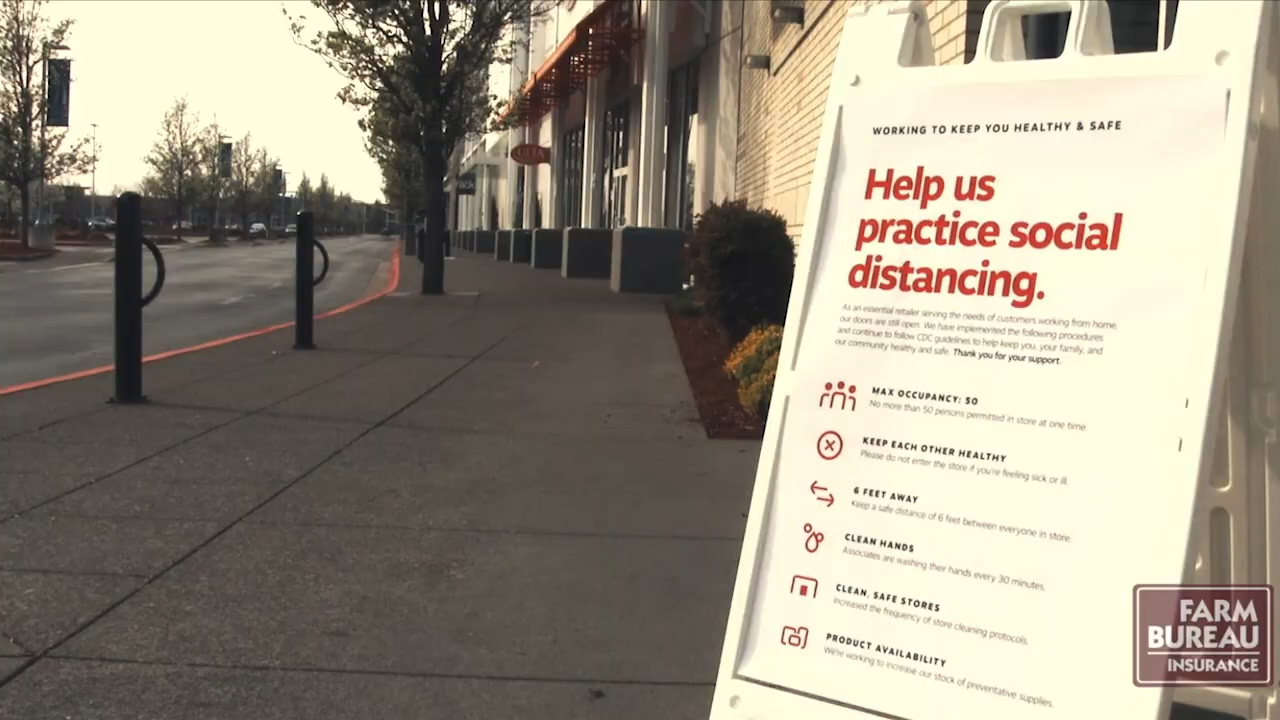 WORKING TO KEEP YOU HEALTHY & SAFE
Help us
practice social
distancing.
As an essential retailer serving the needs of customers working from home,
our doors are still open. We have implemented the following procedures
and continue to follow CDC guidelines to help keep you, your family, and
our community healthy and safe. Thank you for your support.
MAX OCCUPANCY: 50
No more than 50 persons permitted in store at one time.
KEEP EACH OTHER HEALTHY
Please do not enter the store if you're feeling sick or ill.
6 FEET AWAY
Keep a safe distance of 6 feet between everyone in store.
CLEAN HANDS
Associates are washing their hands every 30 minutes.
CLEAN, SAFE STORES
Increased the frequency of store cleaning protocols.
PRODUCT AVAILABILITY
We're working to increase our stock of preventative supplies.
FARM
BUREAU
INSURANCE